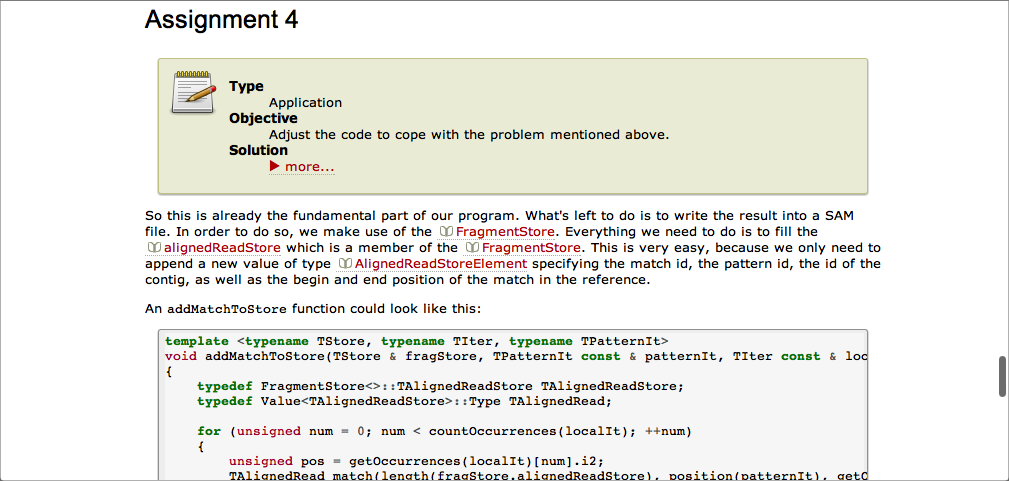 Assignment 4
Type
Application
Objective
Adjust the code to cope with the problem mentioned above.
Solution
more...
So this is already the fundamental part of our program. What's left to do is to write the result into a SAM
file. In order to do so, we make use of the FragmentStore. Everything we need to do is to fill the
alignedReadStore which is a member of the FragmentStore. This is very easy, because we only need to
append a new value of type AlignedReadStoreElement specifying the match id, the pattern id, the id of the
contig, as well as the begin and end position of the match in the reference.
An addMatchToStore function could look like this:
template <typename TStore, typename TIter, typename TPatternIt>
void addMatchToStore(TStore & fragStore, TPatternIt const & patternIt, TIter const & loc
{
typedef FragmentStore<>::TAlignedReadStore TAlignedReadStore;
typedef Value<TAlignedReadStore>::Type TAlignedRead;
for (unsigned num = 0; num < countOccurrences(localIt); ++num)
{
unsigned pos = getOccurrences(localIt)[num].i2;
TAlignedRead match(length(fragStore.alignedReadStore), position(patternIt), getO